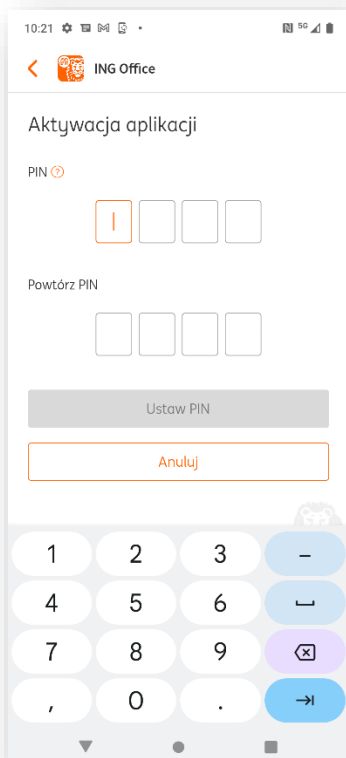 10:21 5G
ING Office
Aktywacja aplikacji
PIN ?
Powtórz PIN
Ustaw PIN
Anuluj
1 2 3 –
4 5 6
7 8 9
, 0 .